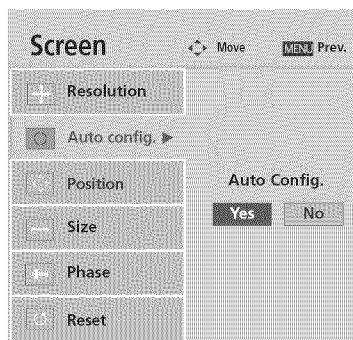 Screen Move MENU Prev.
Resolution
Auto config. ▶
Position
Auto Config.
Yes No
Size
Phase
Reset